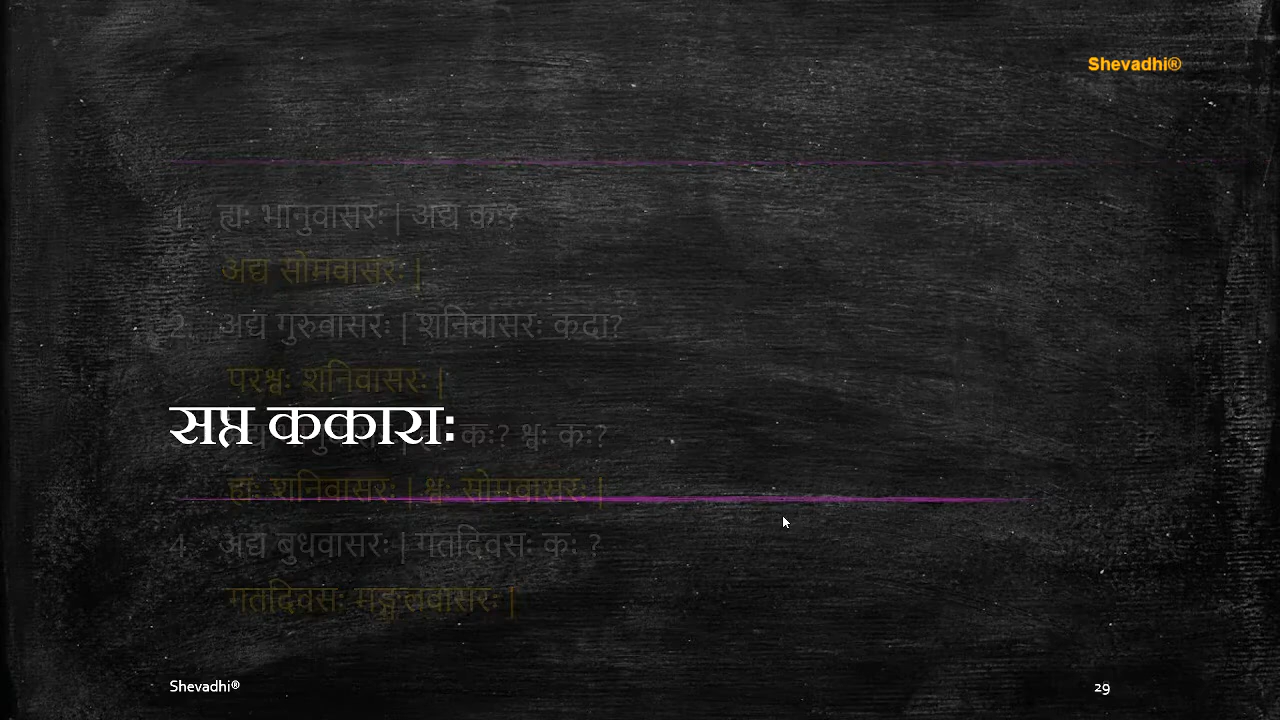 Shevadhi®
1. ह्यः भानुवासरः | अद्य कः?
अद्य सोमवासरः |
2. अद्य गुरुवासरः | शनिवासरः कदा?
परश्वः शनिवासरः |
सप्त ककाराः
कः? श्वः कः?
ह्यः शनिवासरः | श्वः सोमवासरः |
4. अद्य बुधवासरः | गतदिवसः कः ?
गतदिवसः मङ्गलवासरः |
Shevadhi®
29